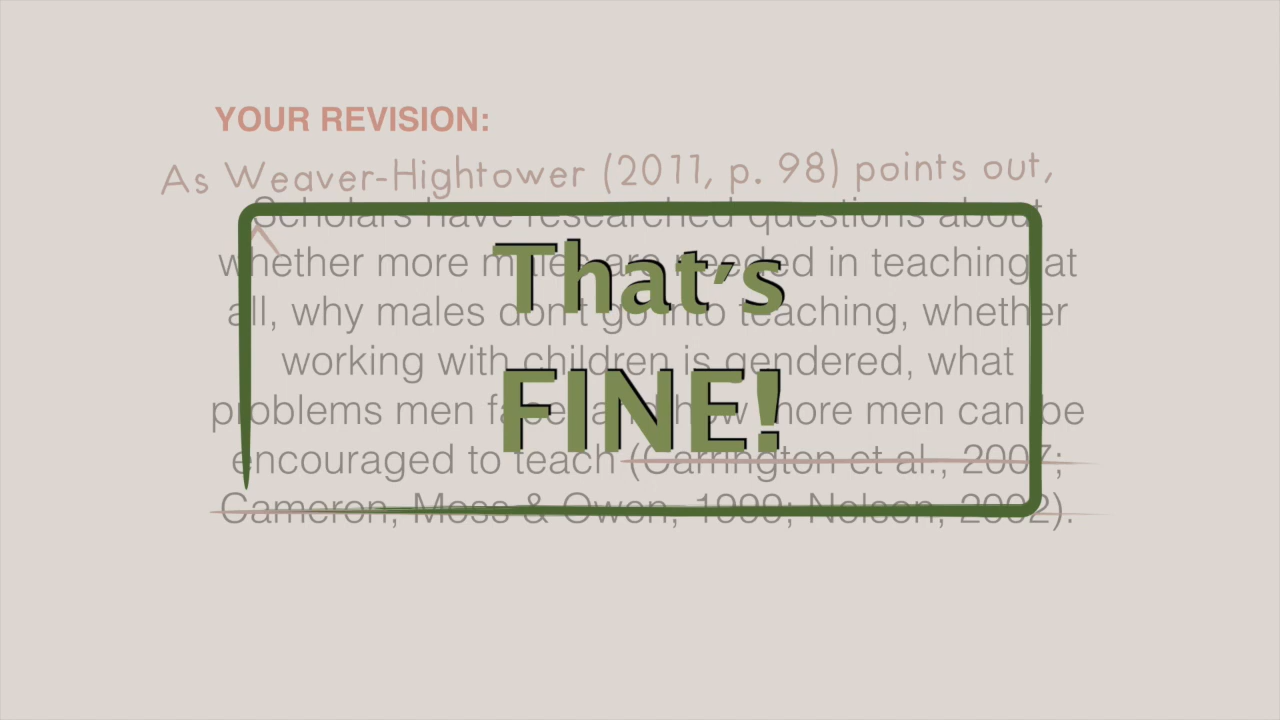 YOUR REVISION:
As Weaver-Hightower (2011, p. 98) points out,
Scholars have researched questions about
whether more males are needed in teaching at
all, why males don't go into teaching, whether
working with children is gendered, what
problems men face, and how more men can be
encouraged to teach (Carrington et al., 2007;
Cameron, Moss & Owen, 1999; Nelson, 2002).
That's
FINE!